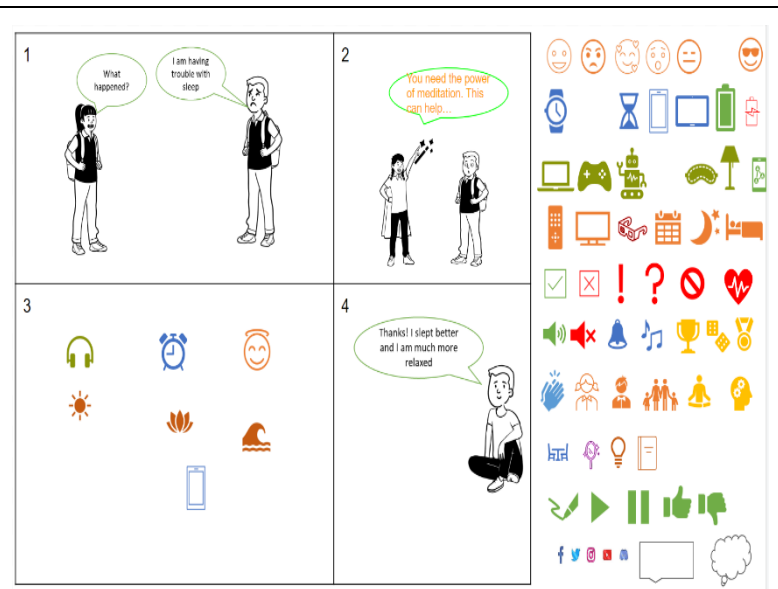 1
What
happened?
I am having
trouble with
sleep
2
You need the power
of meditation. This
can help…
3
4
Thanks! I slept better
and I am much more
relaxed